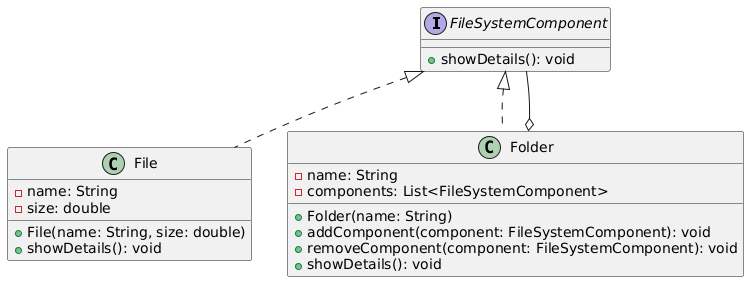 I FileSystemComponent
showDetails(): void
C File
name: String
size: double
File(name: String, size: double)
showDetails(): void
C Folder
name: String
components: List<FileSystemComponent>
Folder(name: String)
addComponent(component: FileSystemComponent): void
removeComponent(component: FileSystemComponent): void
showDetails(): void